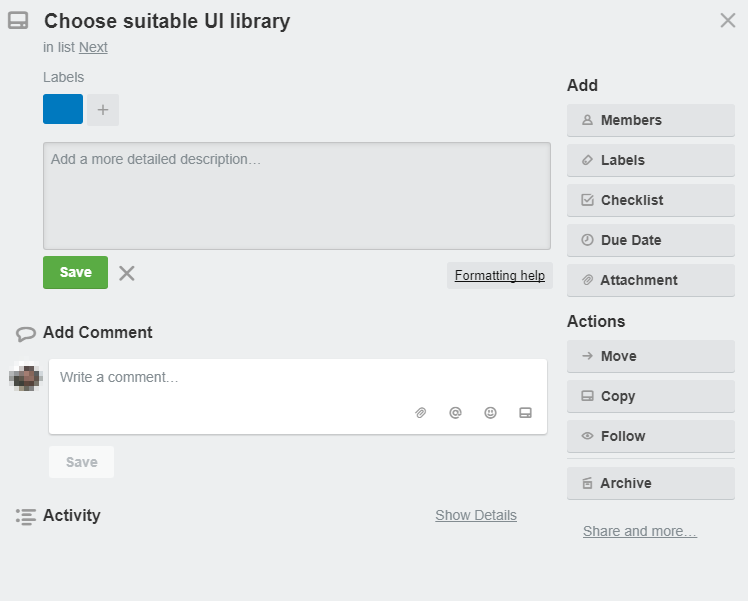 Choose suitable UI library
in list Next
Labels
+
Add a more detailed description…
Save
Formatting help
Add Comment
Write a comment…
Save
Activity
Show Details
Add
Members
Labels
Checklist
Due Date
Attachment
Actions
Move
Copy
Follow
Archive
Share and more…